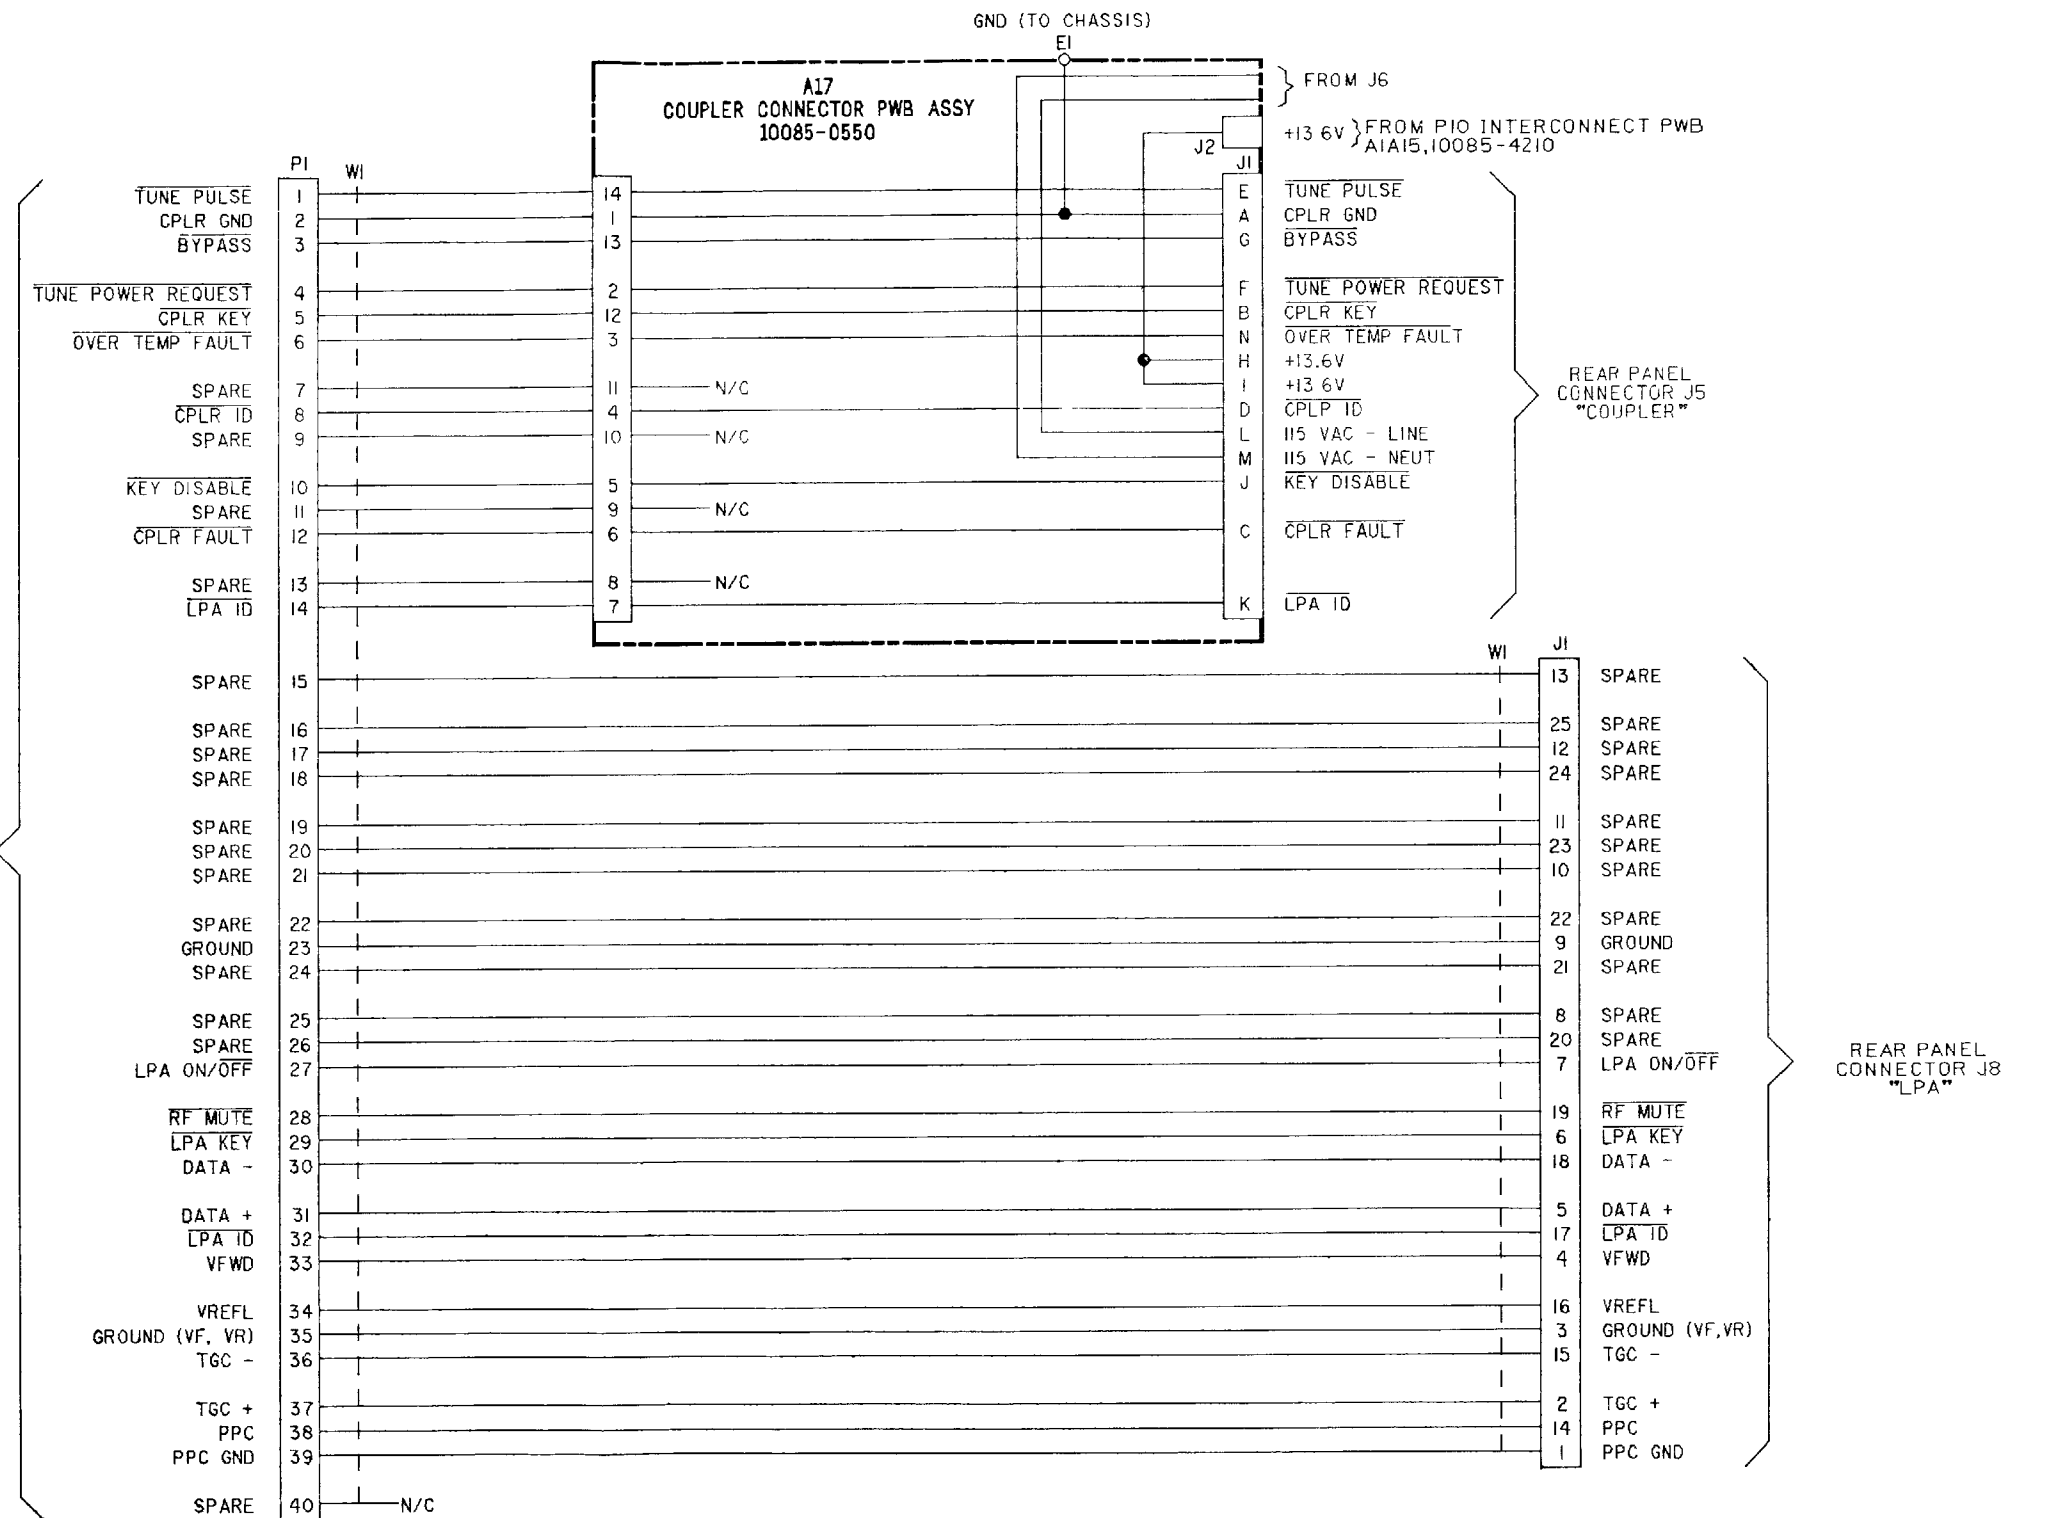 GND (TO CHASSIS)
E1
A17
COUPLER CONNECTOR PWB ASSY
10085-0550
FROM J6
+13 6V } FROM P10 INTERCONNECT PWB
A1A15,10085-4210
J2
J1
P1
W1
TUNE PULSE 1 14 E TUNE PULSE
CPLR GND 2 1 A CPLR GND
BYPASS 3 13 G BYPASS
TUNE POWER REQUEST 4 2 F TUNE POWER REQUEST
CPLR KEY 5 12 B CPLR KEY
OVER TEMP FAULT 6 3 N OVER TEMP FAULT
H +13.6V
I +13 6V
SPARE 7 11 N/C
CPLR ID 8 4 D CPLP ID
SPARE 9 10 N/C
L 115 VAC - LINE
M 115 VAC - NEUT
KEY DISABLE 10 5 J KEY DISABLE
SPARE 11 9 N/C
CPLR FAULT 12 6 C CPLR FAULT
SPARE 13 8 N/C
LPA ID 14 7 K LPA ID
REAR PANEL
CONNECTOR J5
"COUPLER"
W1
J1
SPARE 15 13 SPARE
SPARE 16 25 SPARE
SPARE 17 12 SPARE
SPARE 18 24 SPARE
SPARE 19 11 SPARE
SPARE 20 23 SPARE
SPARE 21 10 SPARE
SPARE 22 22 SPARE
GROUND 23 9 GROUND
SPARE 24 21 SPARE
SPARE 25 8 SPARE
SPARE 26 20 SPARE
LPA ON/OFF 27 7 LPA ON/OFF
RF MUTE 28 19 RF MUTE
LPA KEY 29 6 LPA KEY
DATA - 30 18 DATA -
DATA + 31 5 DATA +
LPA ID 32 17 LPA ID
VFWD 33 4 VFWD
VREFL 34 16 VREFL
GROUND (VF, VR) 35 3 GROUND (VF,VR)
TGC - 36 15 TGC -
TGC + 37 2 TGC +
PPC 38 14 PPC
PPC GND 39 1 PPC GND
SPARE 40 N/C
REAR PANEL
CONNECTOR J8
"LPA"